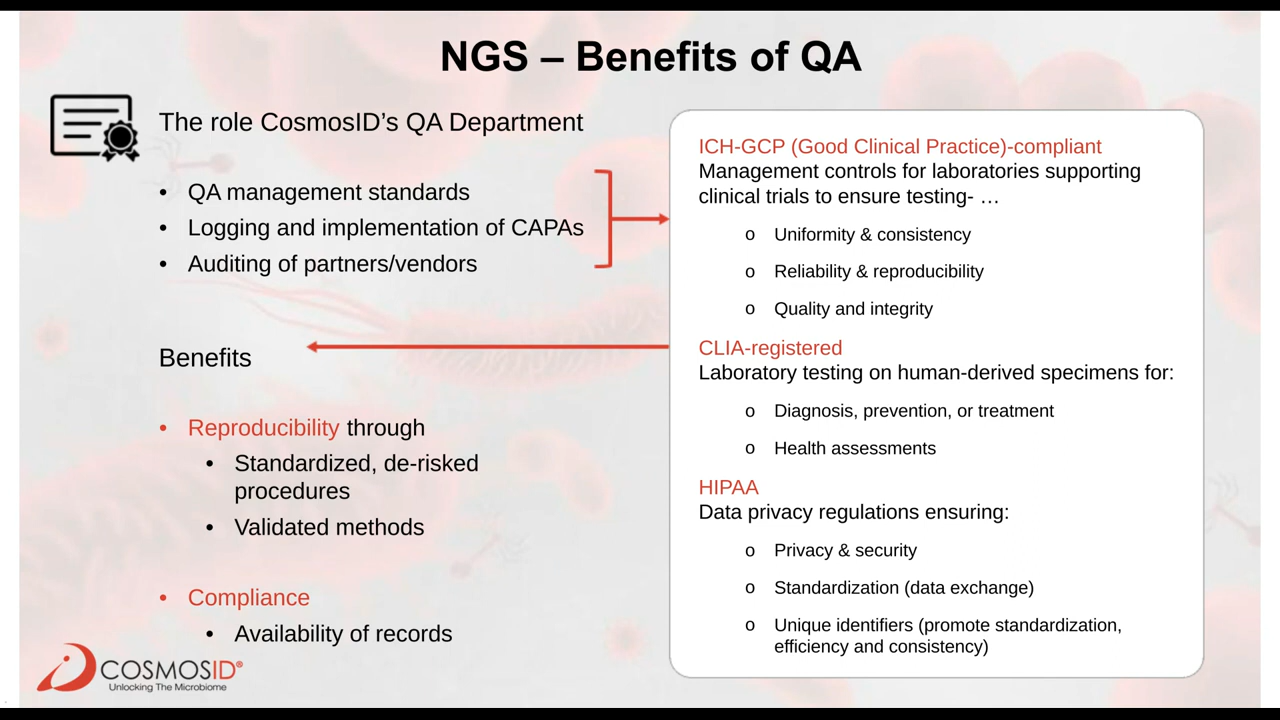 NGS – Benefits of QA
The role CosmosID’s QA Department
• QA management standards
• Logging and implementation of CAPAs
• Auditing of partners/vendors
Benefits
• Reproducibility through
• Standardized, de-risked
procedures
• Validated methods
• Compliance
• Availability of records
ICH-GCP (Good Clinical Practice)-compliant
Management controls for laboratories supporting
clinical trials to ensure testing- …
o Uniformity & consistency
o Reliability & reproducibility
o Quality and integrity
CLIA-registered
Laboratory testing on human-derived specimens for:
o Diagnosis, prevention, or treatment
o Health assessments
HIPAA
Data privacy regulations ensuring:
o Privacy & security
o Standardization (data exchange)
o Unique identifiers (promote standardization,
efficiency and consistency)
COSMOSID®
Unlocking The Microbiome